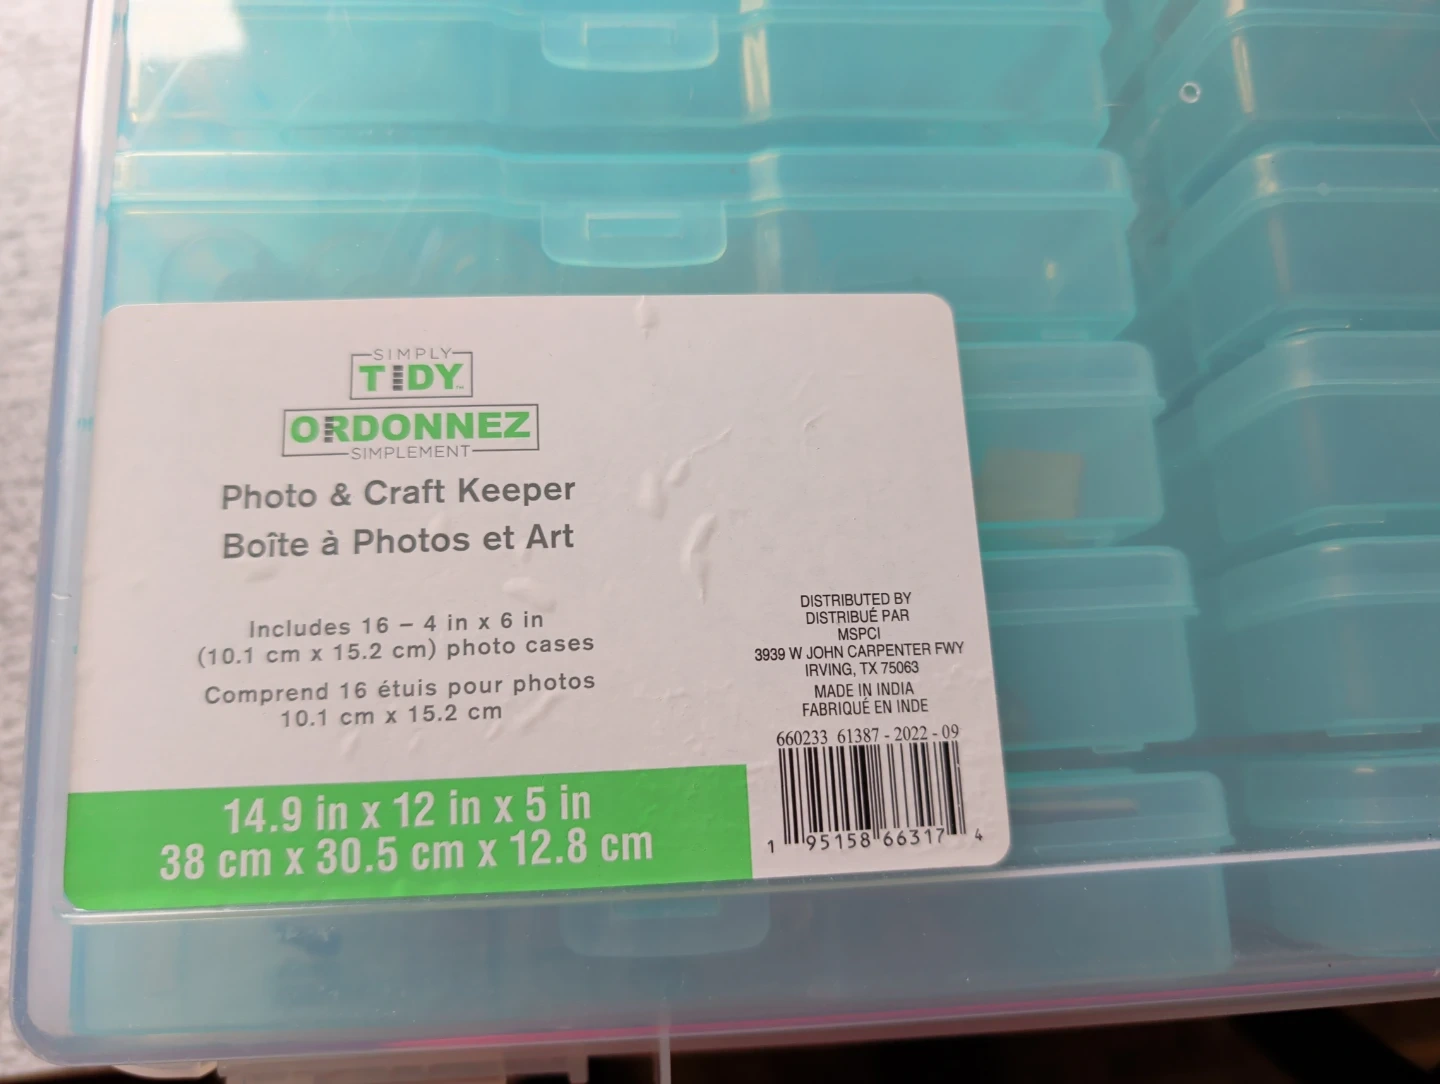 SIMPLY
TIDY™
ORDONNEZ
SIMPLEMENT
Photo & Craft Keeper
Boîte à Photos et Art
Includes 16 – 4 in x 6 in
(10.1 cm x 15.2 cm) photo cases
Comprend 16 étuis pour photos
10.1 cm x 15.2 cm
14.9 in x 12 in x 5 in
38 cm x 30.5 cm x 12.8 cm
DISTRIBUTED BY
DISTRIBUÉ PAR
MSPCI
3939 W JOHN CARPENTER FWY
IRVING, TX 75063
MADE IN INDIA
FABRIQUÉ EN INDE
660233 61387 - 2022 - 09
1 95158 66317 4